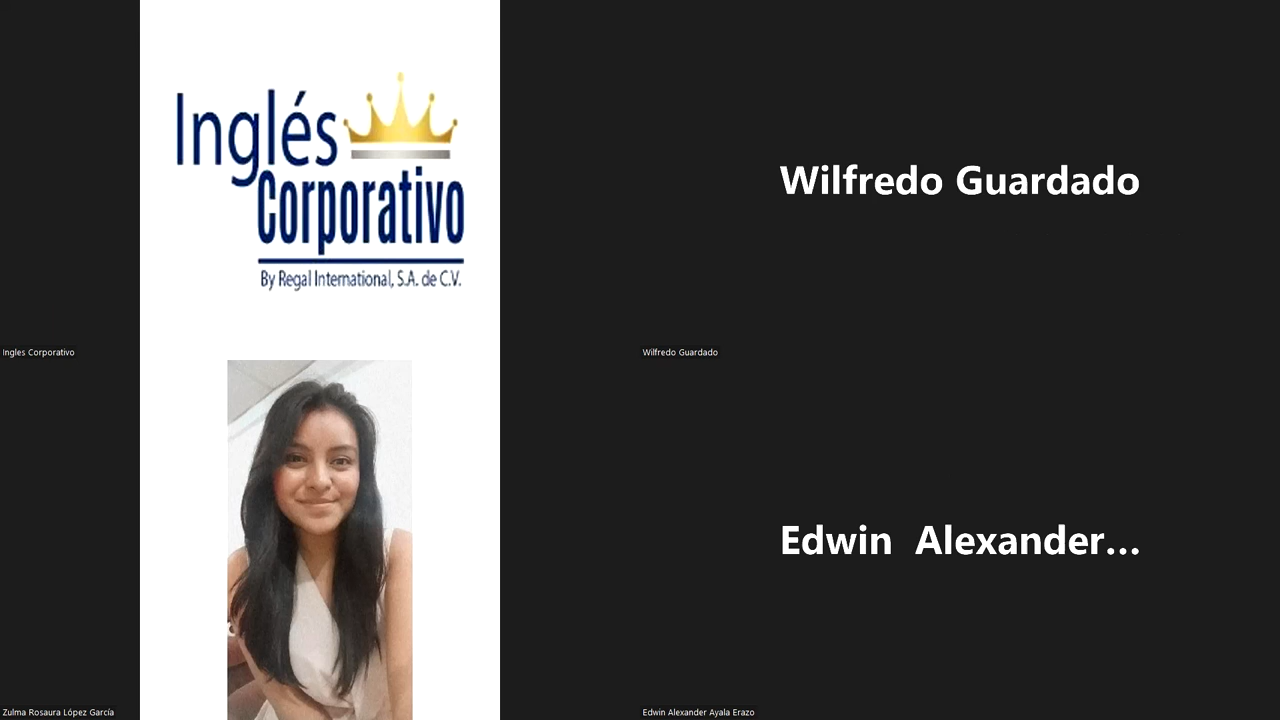 Inglés
Corporativo
By Regal International, S.A. de C.V.
Ingles Corporativo
Wilfredo Guardado
Wilfredo Guardado
Zulma Rosaura López García
Edwin Alexander...
Edwin Alexander Ayala Erazo